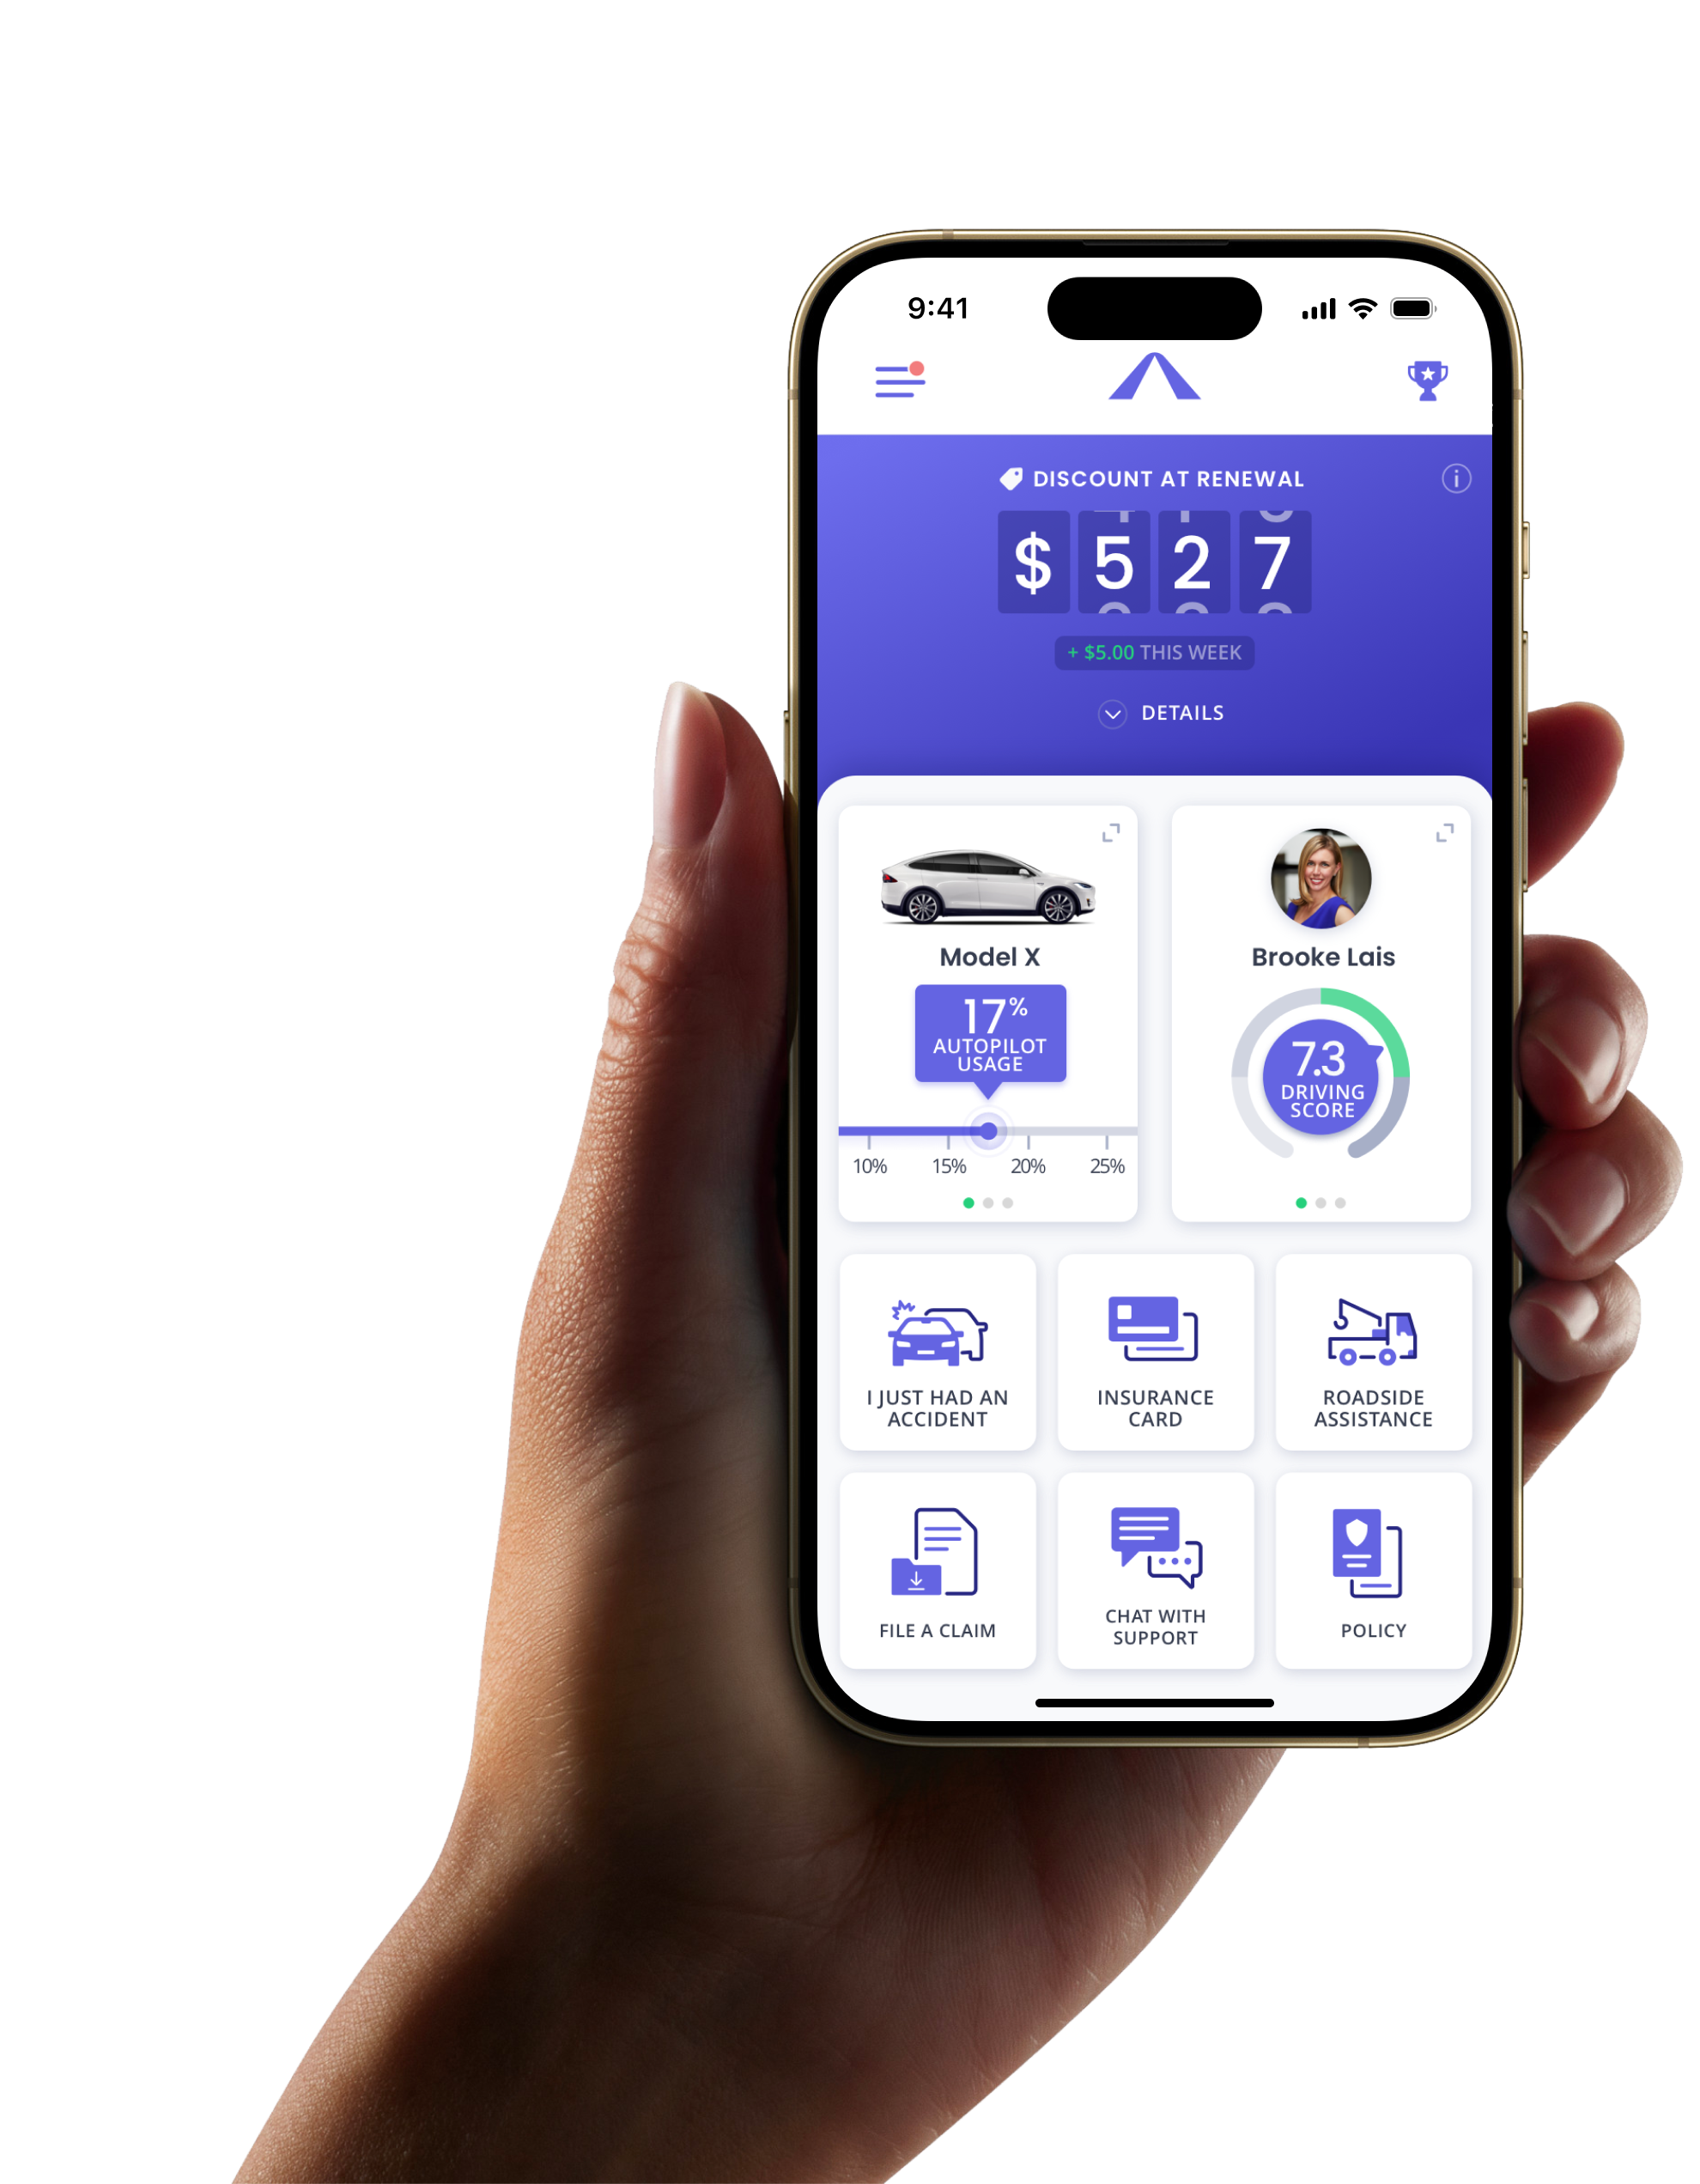 9:41
DISCOUNT AT RENEWAL
$ 5 2 7
+ $5.00 THIS WEEK
DETAILS
Model X
Brooke Lais
17%
AUTOPILOT
USAGE
7.3
DRIVING
SCORE
10% 15% 20% 25%
I JUST HAD AN
ACCIDENT
INSURANCE
CARD
ROADSIDE
ASSISTANCE
FILE A CLAIM
CHAT WITH
SUPPORT
POLICY